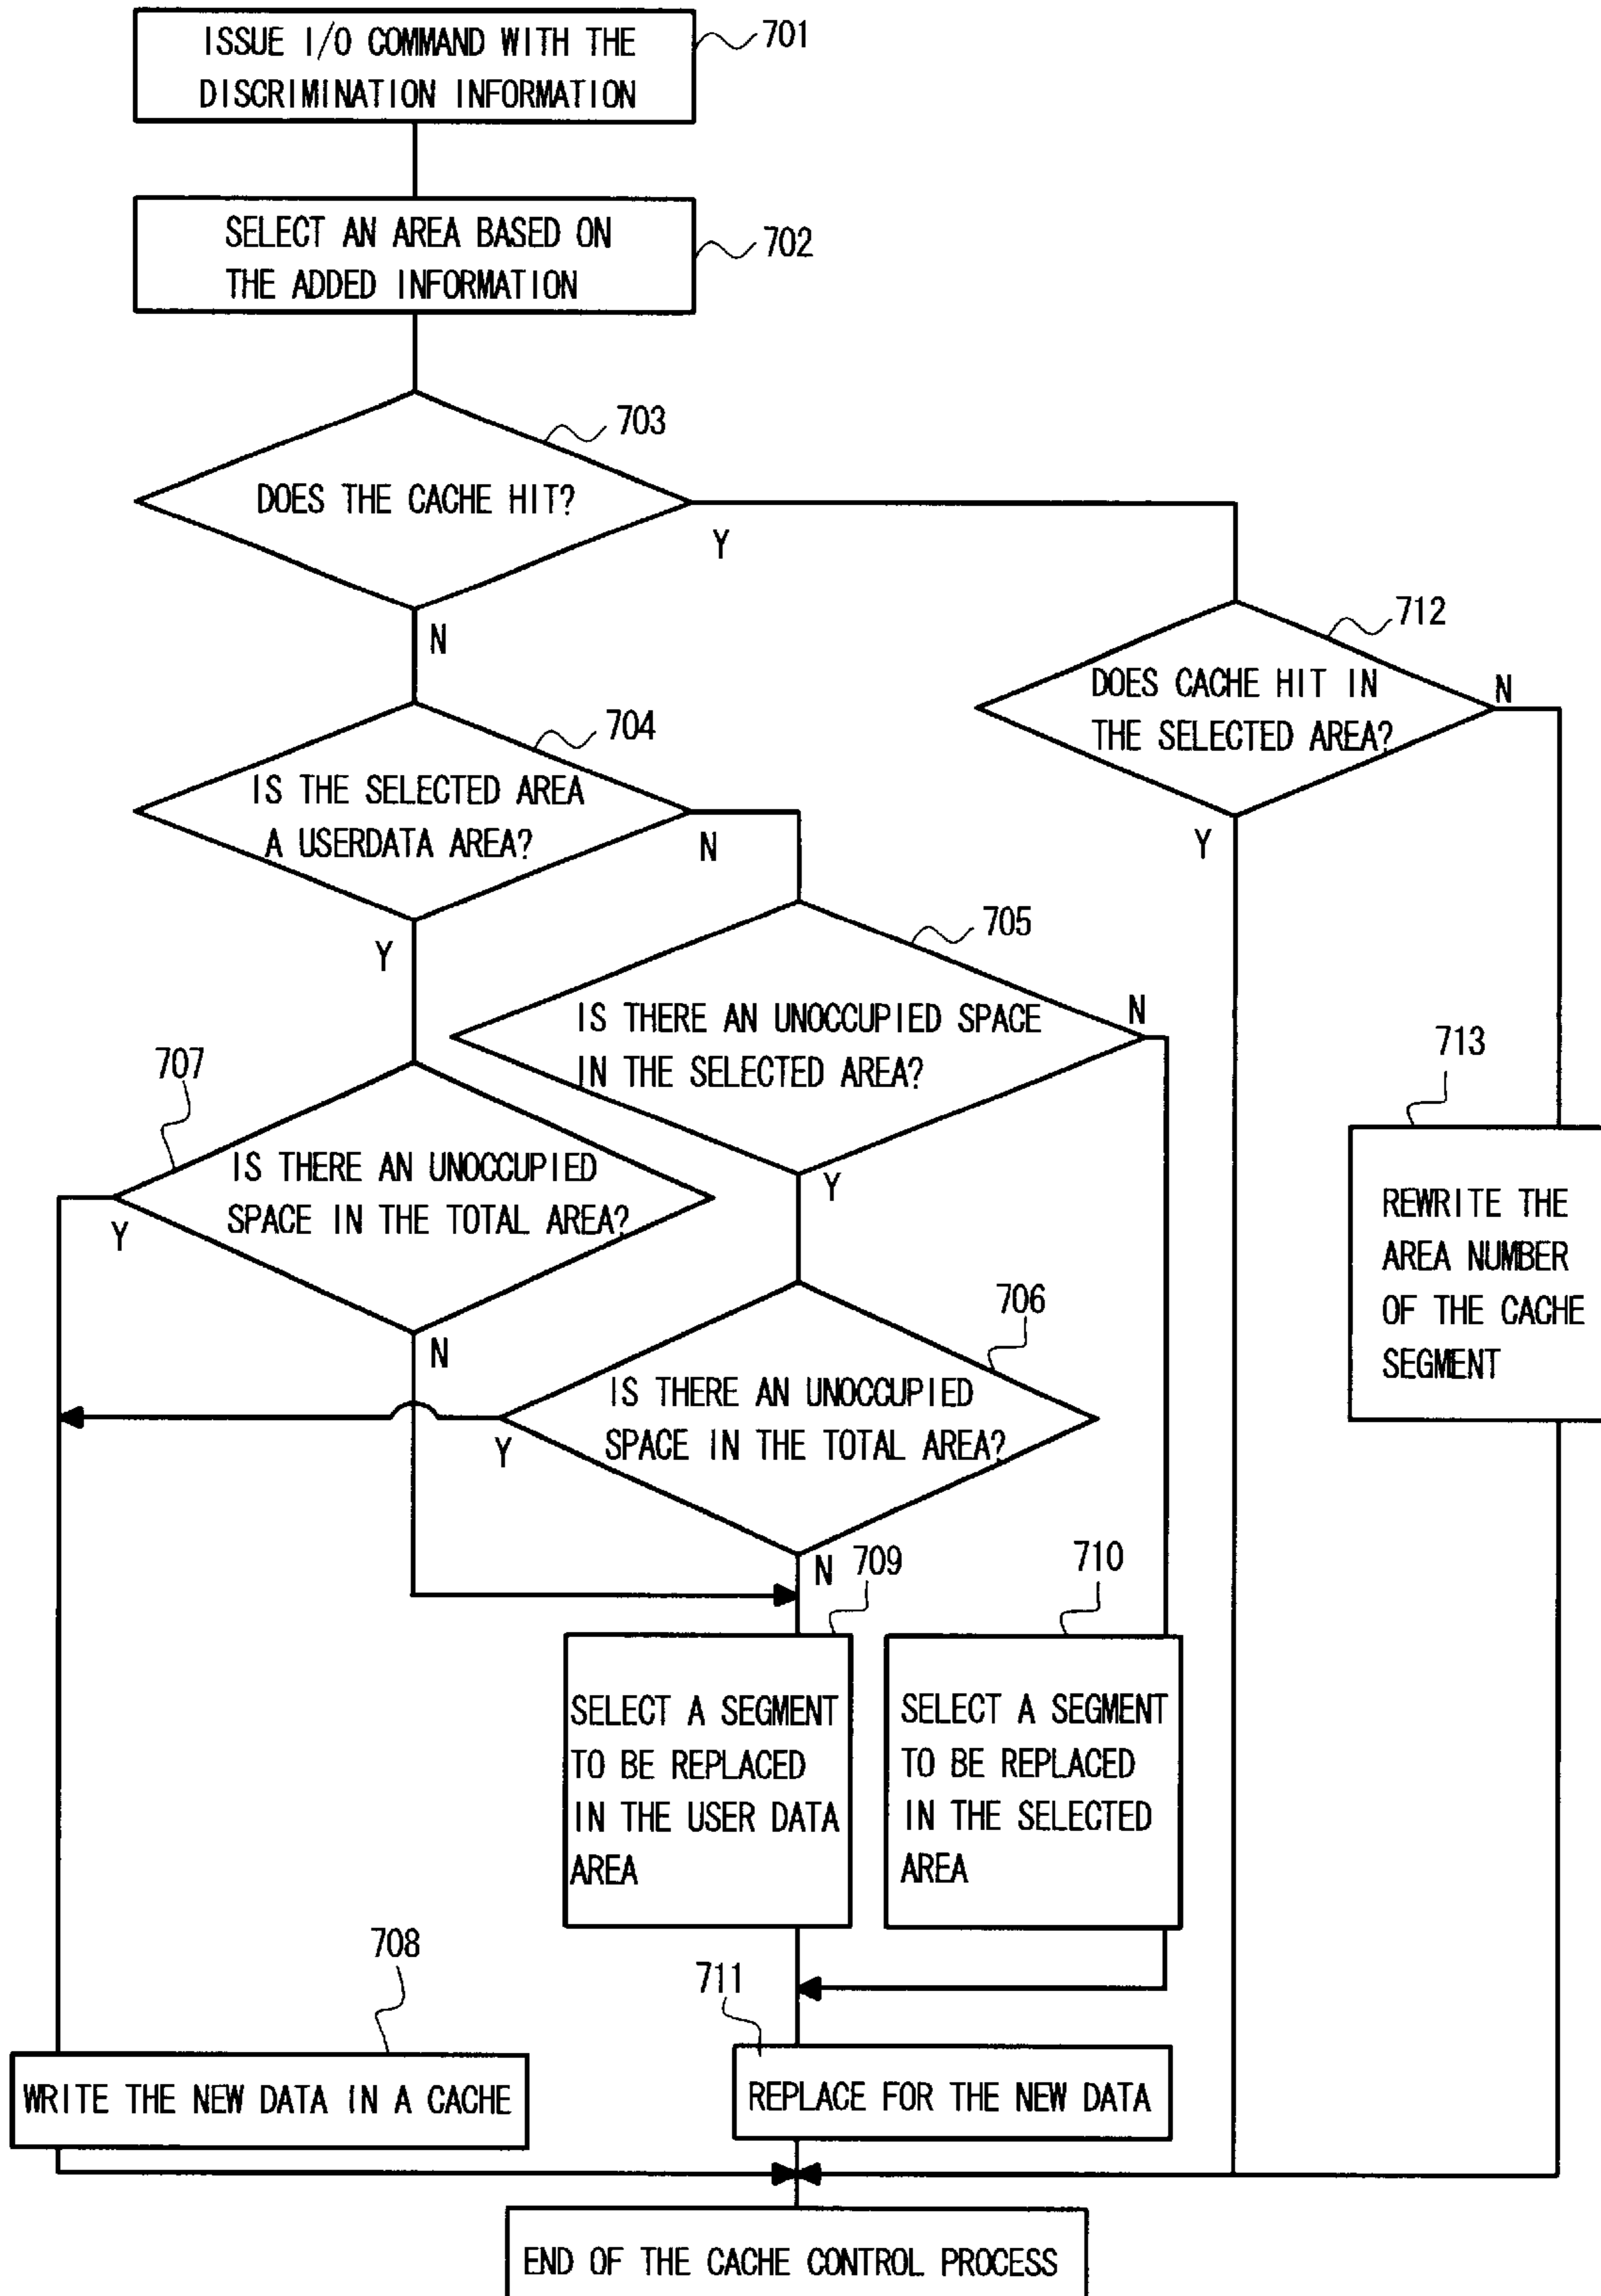 ISSUE I/O COMMAND WITH THE
DISCRIMINATION INFORMATION
701
SELECT AN AREA BASED ON
THE ADDED INFORMATION
702
703
DOES THE CACHE HIT?
Y
N
712
DOES CACHE HIT IN
THE SELECTED AREA?
N
Y
704
IS THE SELECTED AREA
A USERDATA AREA?
N
Y
705
IS THERE AN UNOCCUPIED SPACE
IN THE SELECTED AREA?
N
Y
707
IS THERE AN UNOCCUPIED
SPACE IN THE TOTAL AREA?
Y
N
713
REWRITE THE
AREA NUMBER
OF THE CACHE
SEGMENT
706
IS THERE AN UNOCCUPIED
SPACE IN THE TOTAL AREA?
Y
N
709
SELECT A SEGMENT
TO BE REPLACED
IN THE USER DATA
AREA
710
SELECT A SEGMENT
TO BE REPLACED
IN THE SELECTED
AREA
708
WRITE THE NEW DATA IN A CACHE
711
REPLACE FOR THE NEW DATA
END OF THE CACHE CONTROL PROCESS